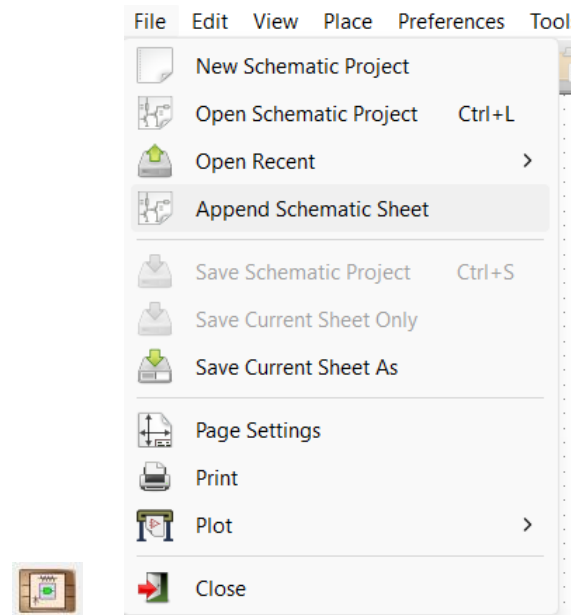 File Edit View Place Preferences Tool
New Schematic Project
Open Schematic Project Ctrl+L
Open Recent
Append Schematic Sheet
Save Schematic Project Ctrl+S
Save Current Sheet Only
Save Current Sheet As
Page Settings
Print
Plot
Close